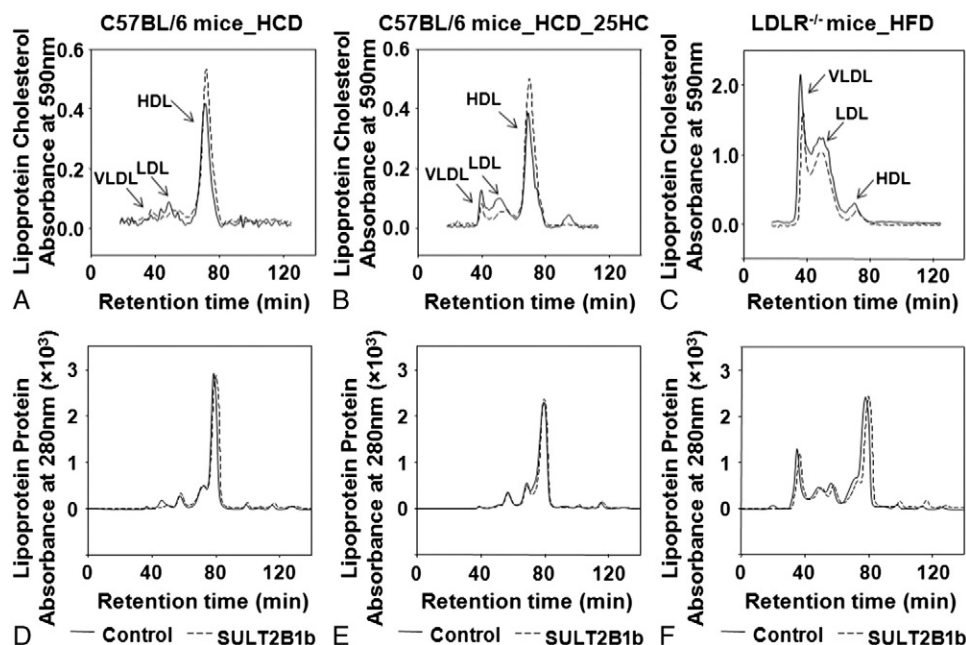 C57BL/6 mice_HCD
Lipoprotein Cholesterol
Absorbance at 590nm
0.6
0.4
0.2
0.0
HDL
LDL
VLDL
0 40 80 120
Retention time (min)
A
C57BL/6 mice_HCD_25HC
Lipoprotein Cholesterol
Absorbance at 590nm
0.6
0.4
0.2
0.0
HDL
LDL
VLDL
0 40 80 120
Retention time (min)
B
LDLR-/- mice_HFD
Lipoprotein Cholesterol
Absorbance at 590nm
2.0
1.0
0.0
VLDL
LDL
HDL
0 40 80 120
Retention time (min)
C
Lipoprotein Protein
Absorbance at 280nm (×10³)
3
2
1
0
0 40 80 120
Retention time (min)
D
Control SULT2B1b
Lipoprotein Protein
Absorbance at 280nm (×10³)
3
2
1
0
0 40 80 120
Retention time (min)
E
Control SULT2B1b
Lipoprotein Protein
Absorbance at 280nm (×10³)
3
2
1
0
0 40 80 120
Retention time (min)
F
Control SULT2B1b